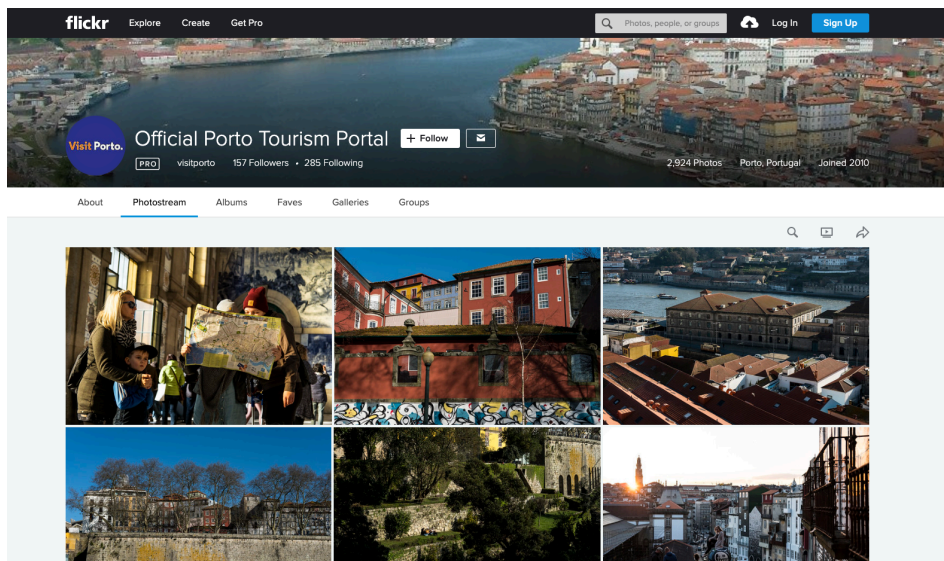 flickr Explore Create Get Pro Photos, people, or groups Log In Sign Up
Visit Porto.
Official Porto Tourism Portal + Follow
PRO visitporto 157 Followers • 285 Following 2,924 Photos Porto, Portugal Joined 2010
About Photostream Albums Faves Galleries Groups